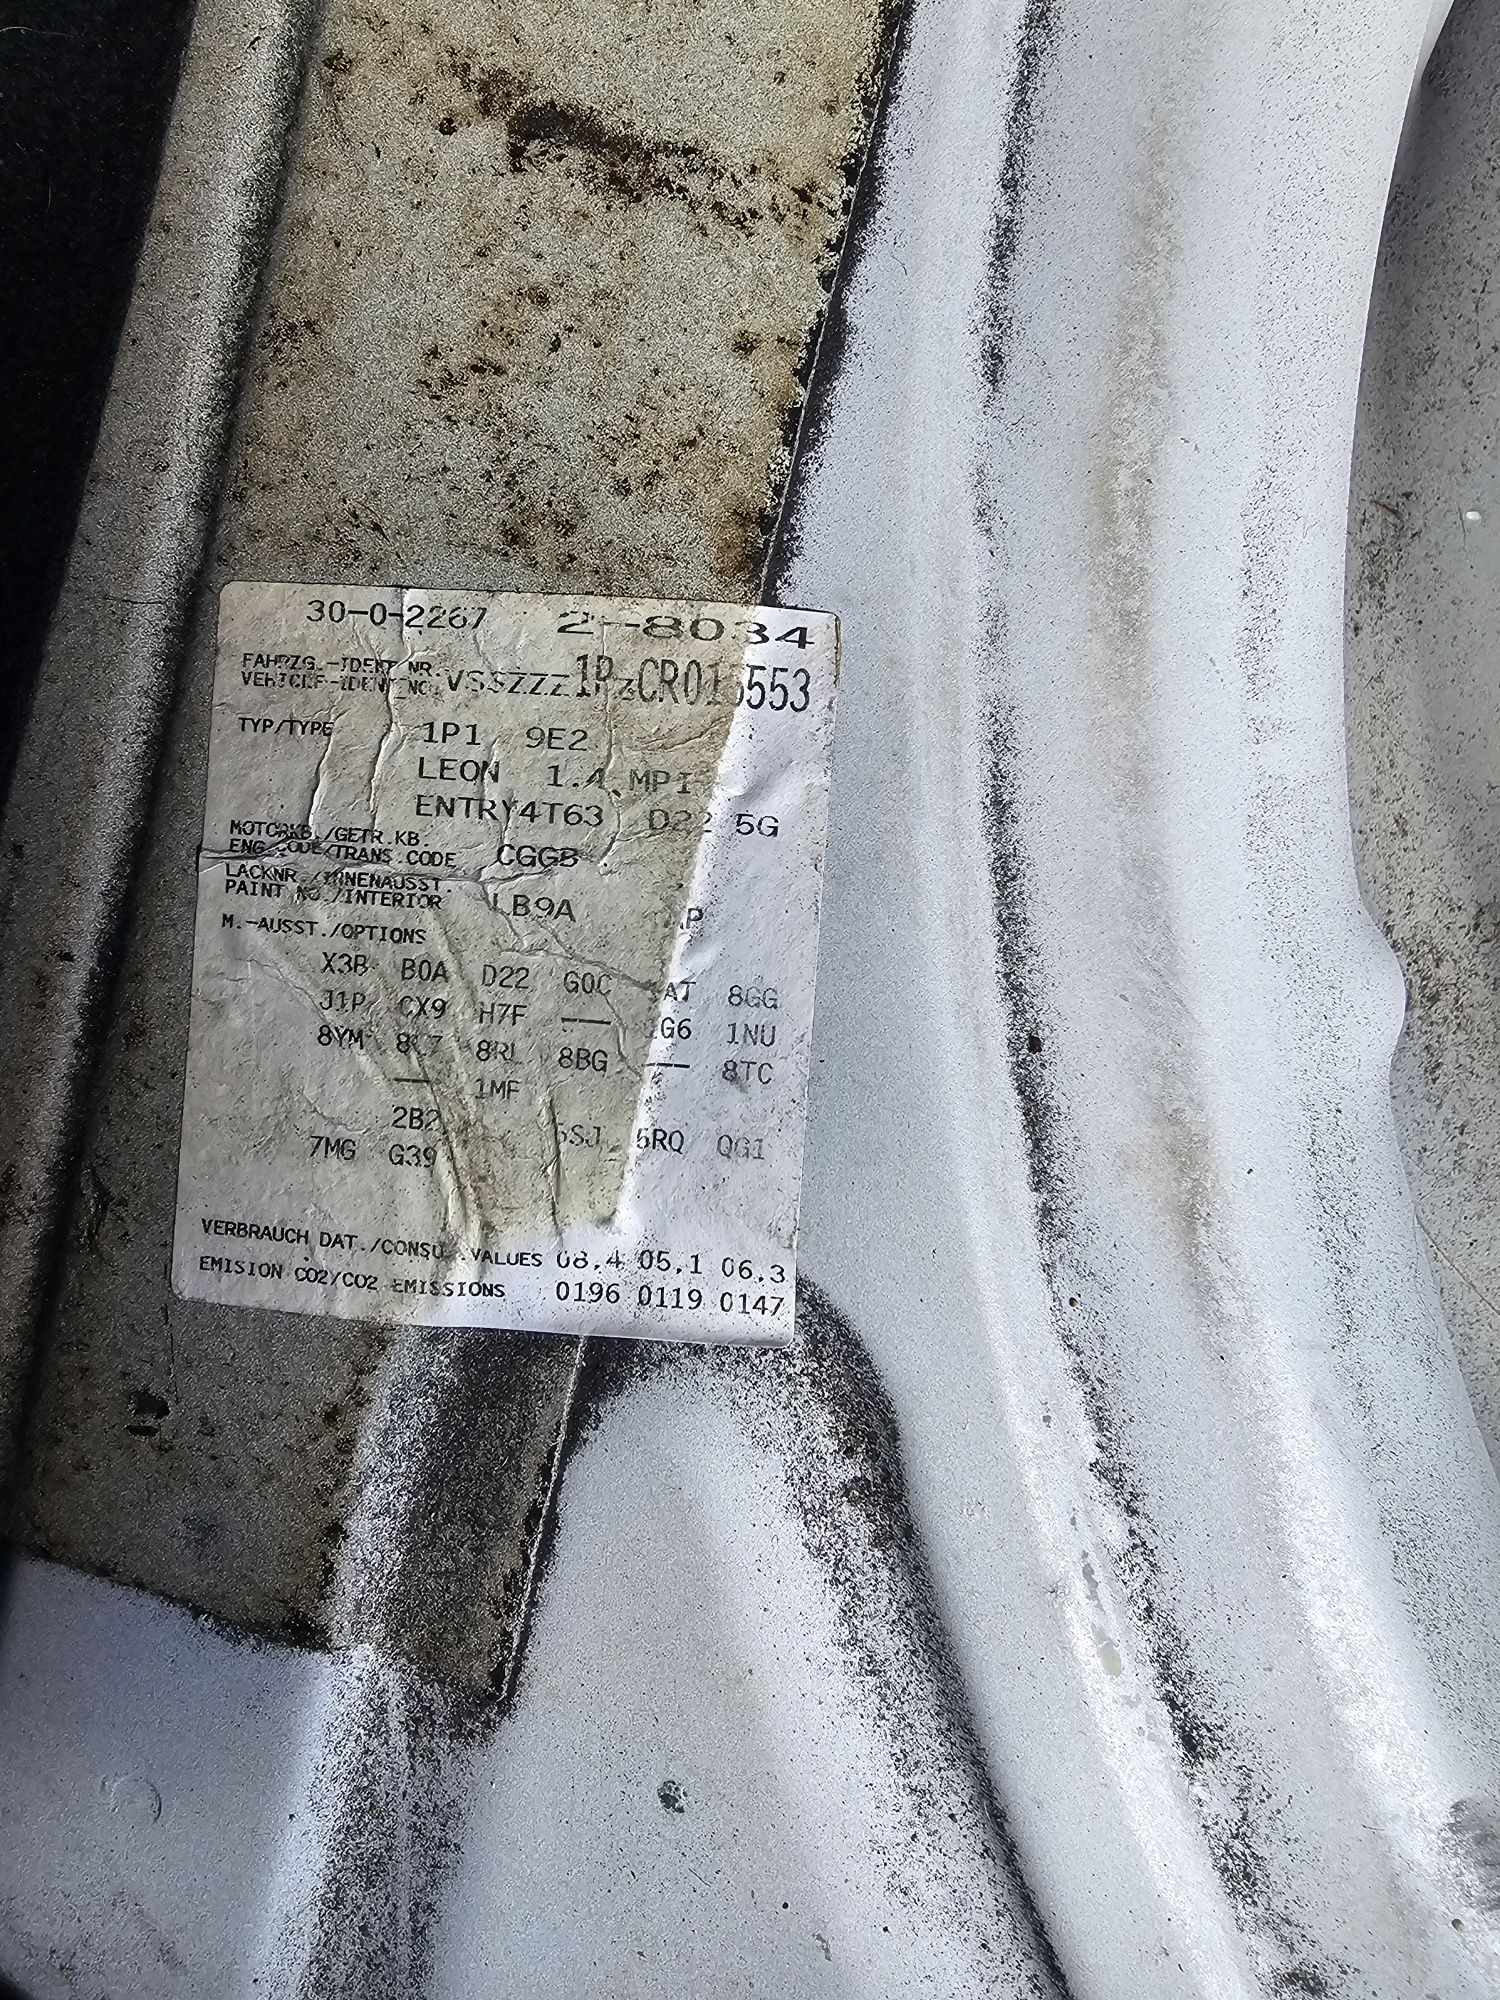 30-0-2267 2-8034
FAHRZG.-IDENT.NR.
VEHICLE-IDENT.NO.
TYP/TYPE 1P1 9E2
LEON 1.4 MPI
ENTRY4T63 D22 5G
MOTORKB./GETR.KB.
ENG.CODE/TRANS.CODE CGGB
LACKNR./INNENAUSST.
PAINT NO./INTERIOR LB9A
M.-AUSST./OPTIONS
X3B B0A D22 G0C 8GG
J1P CX9 H7F -- 1NU
8YM 8RL 8BG -- 8TC
-- 1MF
2B2
7MG G39 5RQ QG1
VERBRAUCH DAT./CONSU. VALUES 08,4 05,1 06,3
EMISION CO2/CO2 EMISSIONS 0196 0119 0147